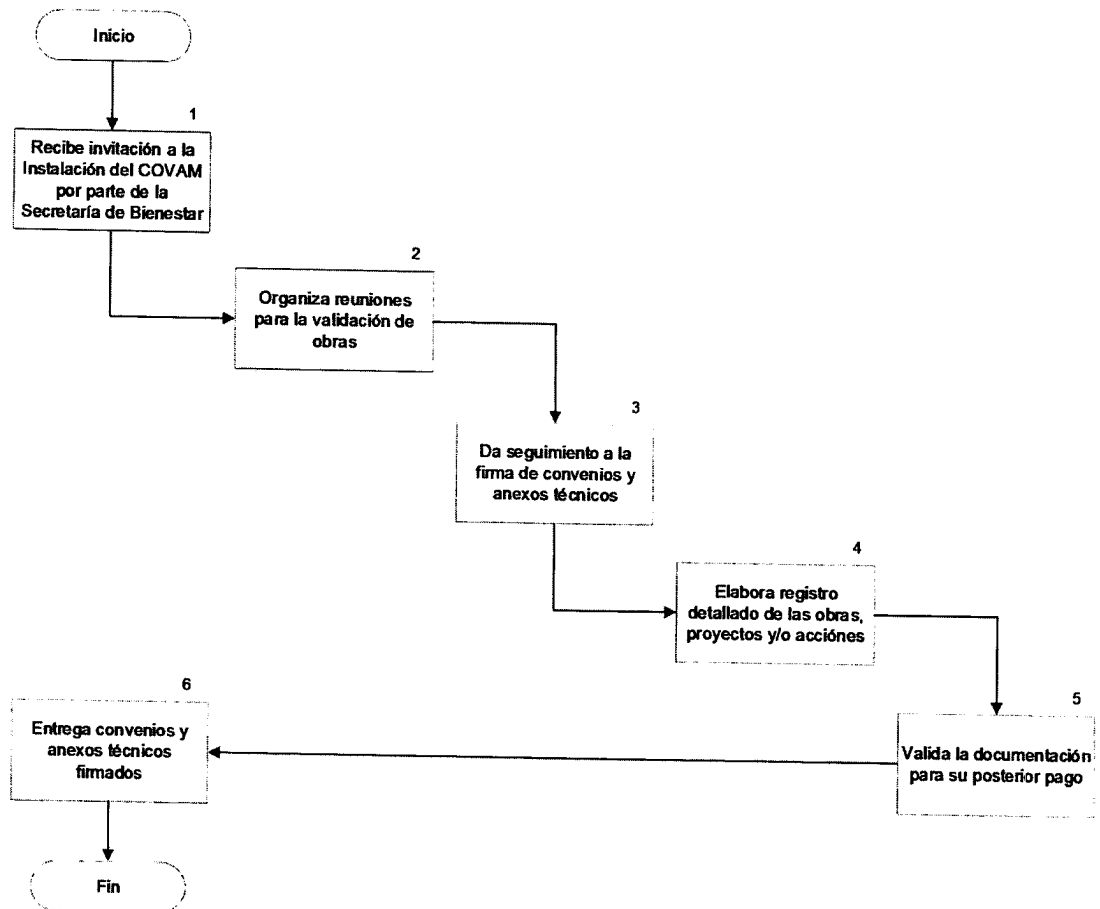 Inicio
1
Recibe invitación a la
Instalación del COVAM
por parte de la
Secretaría de Bienestar
2
Organiza reuniones
para la validación de
obras
3
Da seguimiento a la
firma de convenios y
anexos técnicos
4
Elabora registro
detallado de las obras,
proyectos y/o acciónes
5
Valida la documentación
para su posterior pago
6
Entrega convenios y
anexos técnicos
firmados
Fin